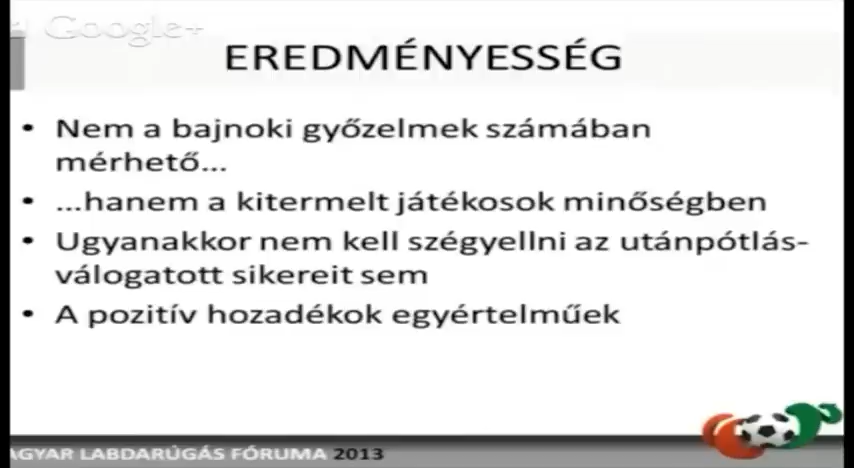 Google+
EREDMÉNYESSÉG
• Nem a bajnoki győzelmek számában
mérhető...
• ...hanem a kitermelt játékosok minőségben
• Ugyanakkor nem kell szégyellni az utánpótlás-
válogatott sikereit sem
• A pozitív hozadékok egyértelműek
AGYAR LABDARÚGÁS FÓRUMA 2013